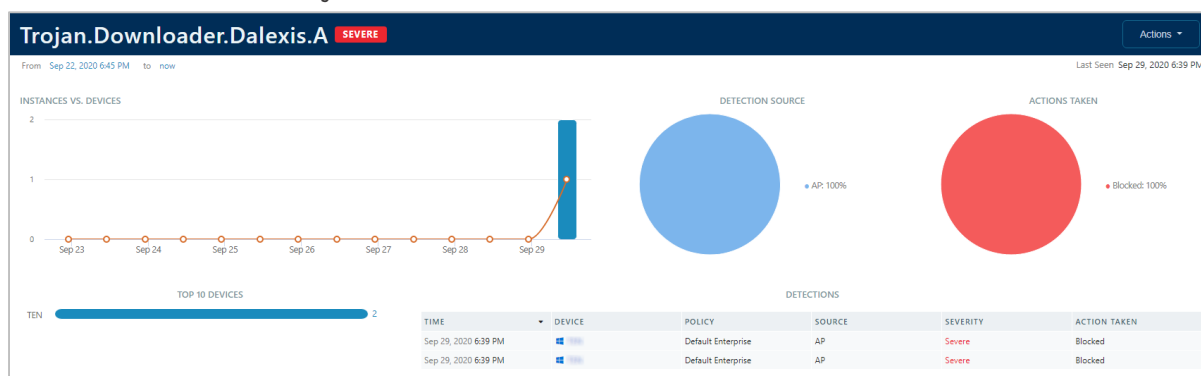 Trojan.Downloader.Dalexis.A SEVERE
Actions
From Sep 22, 2020 6:45 PM to now
Last Seen Sep 29, 2020 6:39 PM
INSTANCES VS. DEVICES
2
1
0
Sep 23 Sep 24 Sep 25 Sep 26 Sep 27 Sep 28 Sep 29
DETECTION SOURCE
AP: 100%
ACTIONS TAKEN
Blocked: 100%
TOP 10 DEVICES
TEN 2
DETECTIONS
TIME DEVICE POLICY SOURCE SEVERITY ACTION TAKEN
Sep 29, 2020 6:39 PM Default Enterprise AP Severe Blocked
Sep 29, 2020 6:39 PM Default Enterprise AP Severe Blocked